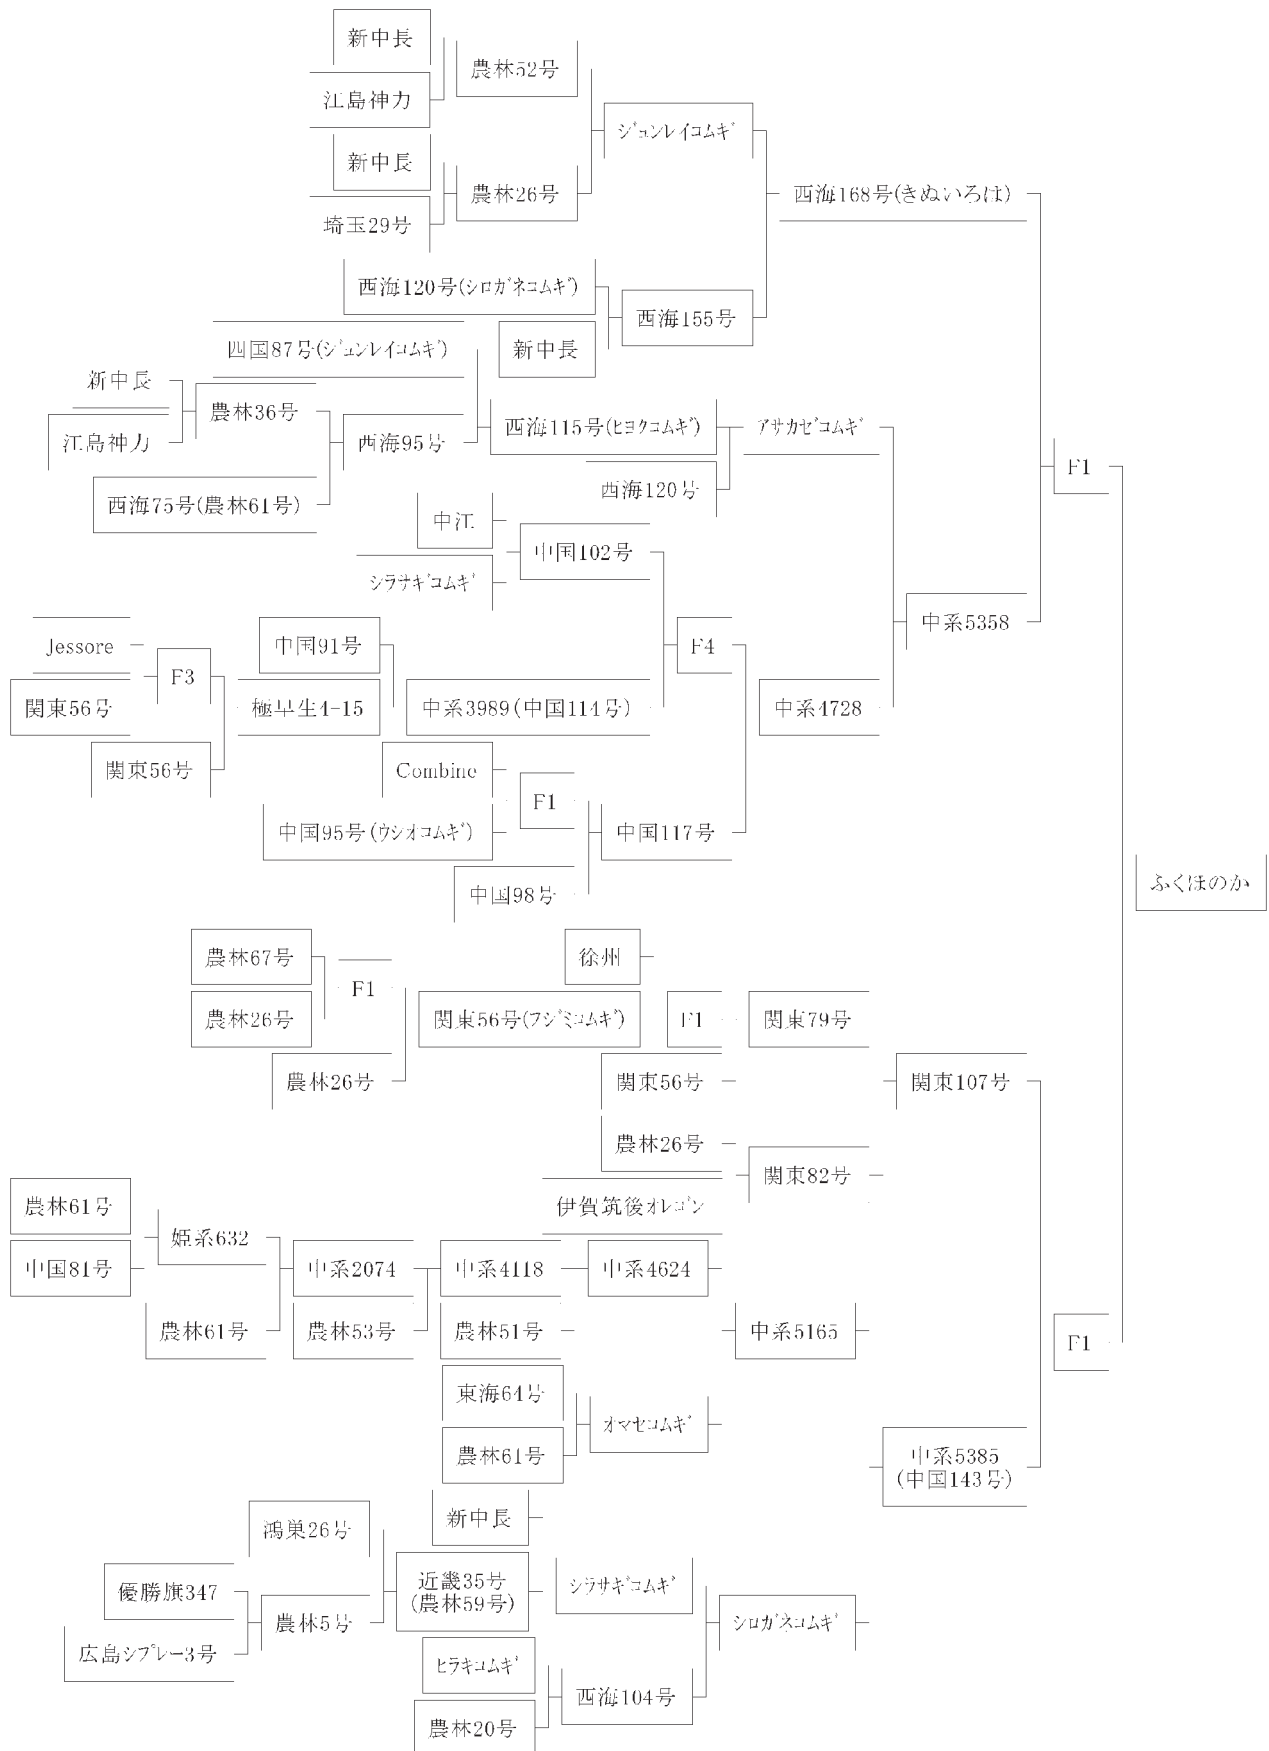 新中長
農林52号
江島神力
ジュンレイコムギ
新中長
農林26号
西海168号(きぬいろは)
埼玉29号
西海120号(シロガネコムギ)
西海155号
四国87号(ジュンレイコムギ)
新中長
新中長
農林36号
江島神力
西海95号
西海115号(ヒヨクコムギ)
アサカゼコムギ
F1
西海120号
西海75号(農林61号)
中江
中国102号
シラサギコムギ
中系5358
Jessore
中国91号
F4
F3
関東56号
極早生4-15
中系3989(中国114号)
中系4728
関東56号
Combine
F1
中国95号(ウシオコムギ)
中国117号
中国98号
ふくほのか
農林67号
徐州
F1
農林26号
関東56号(フジミコムギ)
F1
関東79号
農林26号
関東56号
関東107号
農林26号
関東82号
農林61号
伊賀筑後オレゴン
姫系632
中国81号
中系2074
中系4118
中系4624
農林61号
農林53号
農林51号
中系5165
F1
東海64号
オマセコムギ
農林61号
中系5385
(中国143号)
新中長
鴻巣26号
優勝旗347
近畿35号
(農林59号)
シラサギコムギ
農林5号
シロガネコムギ
広島シプレー3号
ヒラキコムギ
西海104号
農林20号